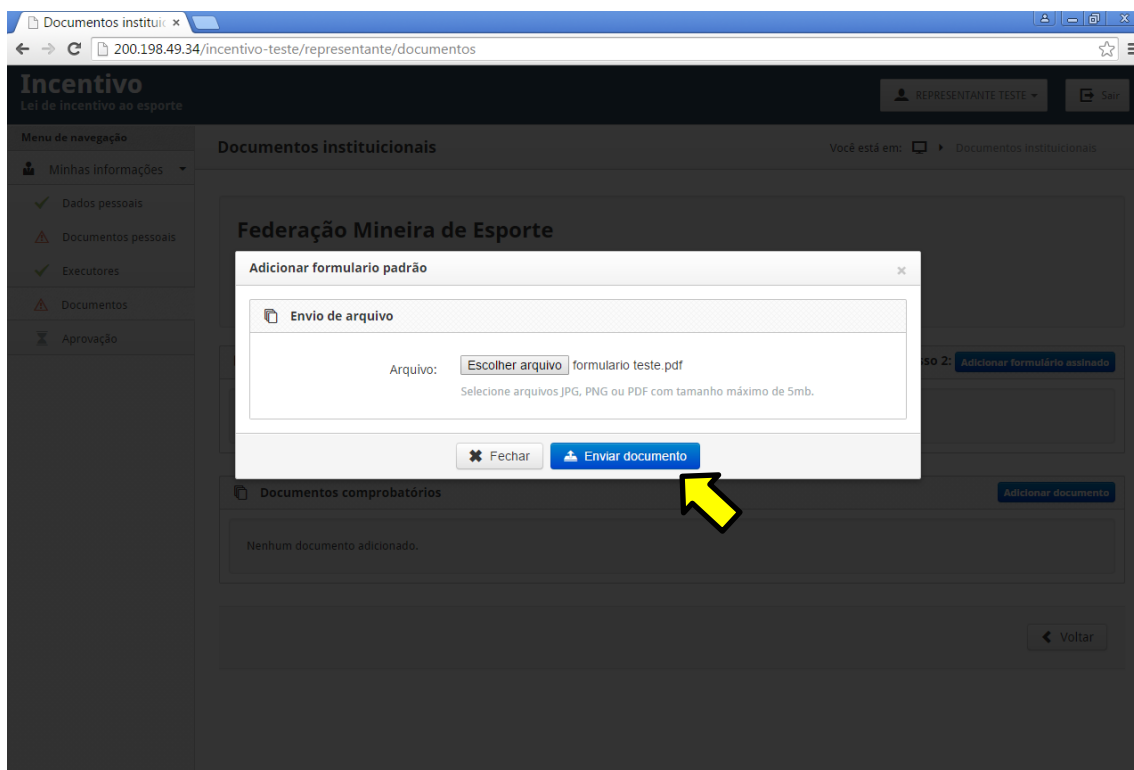 Documentos instituic
200.198.49.34/incentivo-teste/representante/documentos
Incentivo
Lei de incentivo ao esporte
REPRESENTANTE TESTE
Sair
Menu de navegação
Minhas informações
Dados pessoais
Documentos pessoais
Executores
Documentos
Aprovação
Documentos instituicionais
Você está em:
Documentos instituicionais
Federação Mineira de Esporte
Adicionar formulario padrão
Envio de arquivo
Arquivo:
Escolher arquivo formulario teste.pdf
Selecione arquivos JPG, PNG ou PDF com tamanho máximo de 5mb.
Fechar
Enviar documento
sso 2: Adicionar formulário assinado
Documentos comprobatórios
Adicionar documento
Nenhum documento adicionado.
Voltar